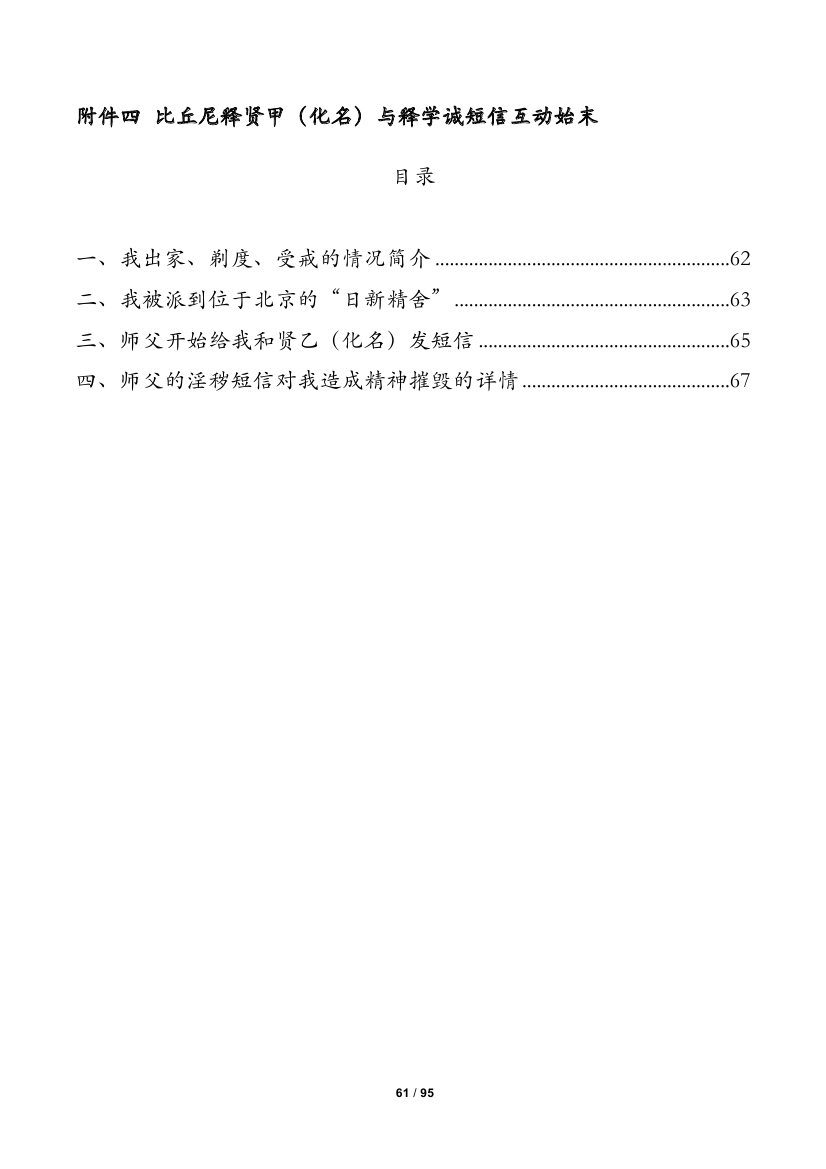 附件四 比丘尼释贤甲（化名）与释学诚短信互动始末
目录
一、我出家、剃度、受戒的情况简介.............................................................62
二、我被派到位于北京的“日新精舍” .........................................................63
三、师父开始给我和贤乙（化名）发短信....................................................65
四、师父的淫秽短信对我造成精神摧毁的详情...........................................67
61 / 95